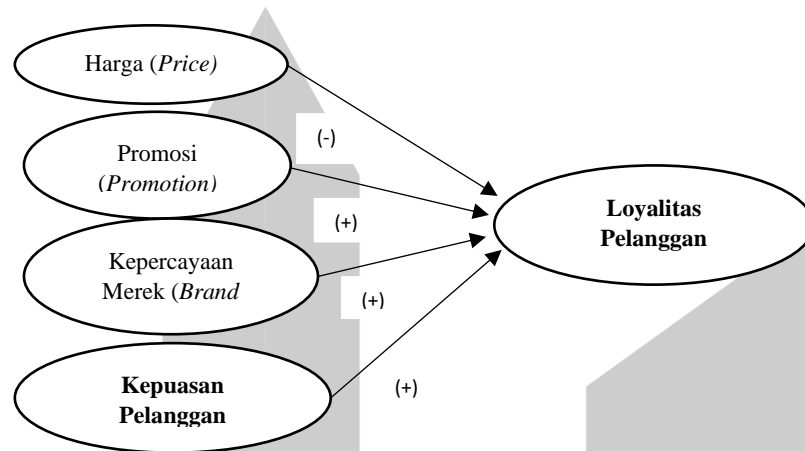 Harga (Price)
(-)
Promosi
(Promotion)
(+)
Loyalitas
Pelanggan
Kepercayaan
Merek (Brand
(+)
Kepuasan
Pelanggan
(+)